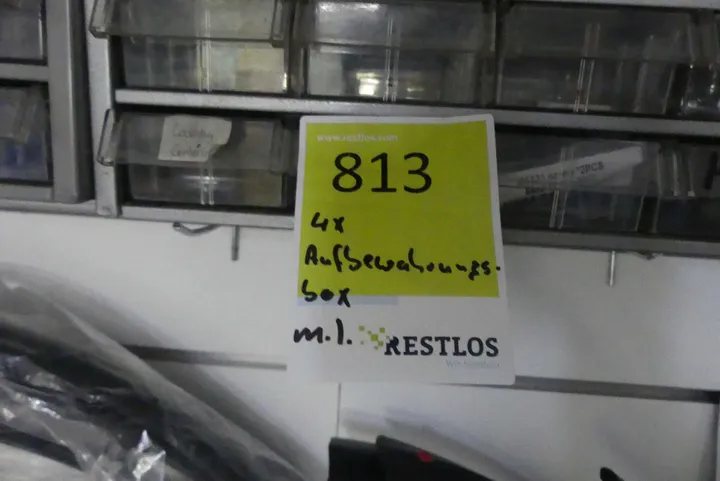 www.restlos.com
813
4x
Aufbewahrungs-
box
m.I.
RESTLOS